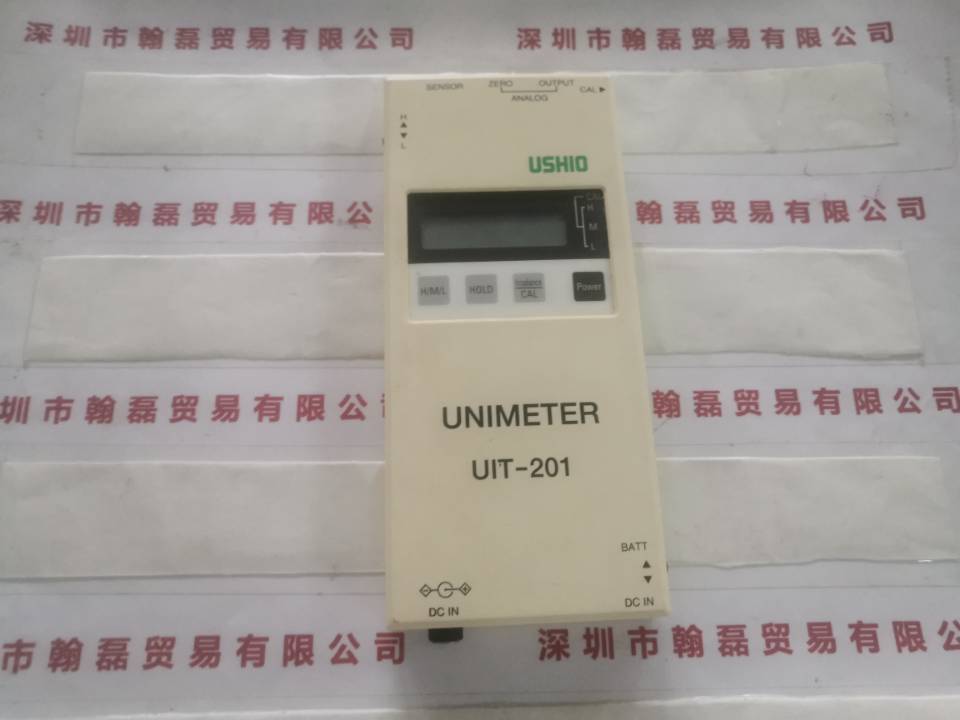 深圳市翰磊贸易有限公司 深圳市翰磊贸易有限公司
SENSOR ZERO OUTPUT CAL
ANALOG
H
L
USHIO
深圳市翰磊贸易有限公 翰磊贸易有限公司
CAL
H
M
L
H/M/L HOLD Irradiance CAL Power
圳市翰磊贸易有限公司 翰磊贸易有限公司
UNIMETER
UIT-201
BATT
DC IN
DC IN
市翰磊贸易有限公司 深圳市翰磊贸易有限公